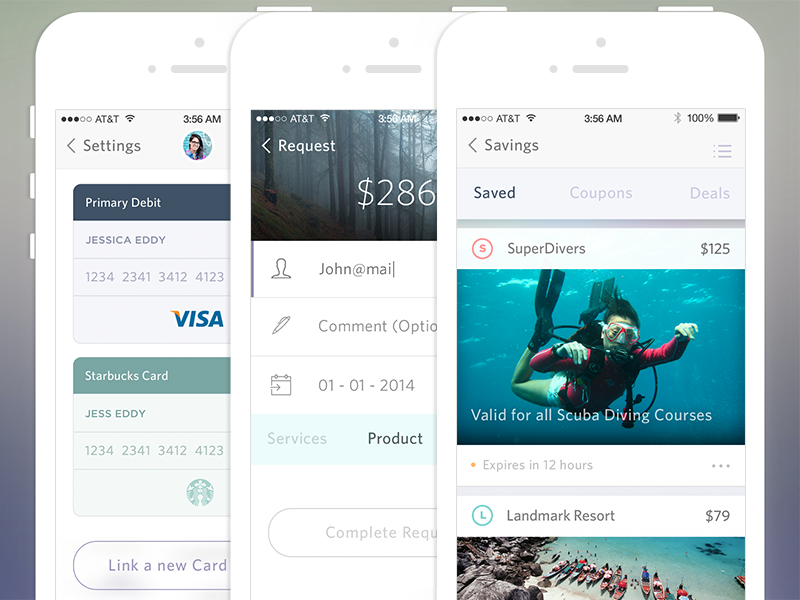 AT&T 3:56 AM
Settings
Primary Debit
JESSICA EDDY
1234 2341 3412 4123
VISA
Starbucks Card
JESS EDDY
1234 2341 3412 4123
Link a new Card
AT&T 3:56 AM
Request
$286
John@mai
Comment (Optio
01 - 01 - 2014
Services Product
Complete Requ
AT&T 3:56 AM 100%
Savings
Saved Coupons Deals
S SuperDivers $125
Valid for all Scuba Diving Courses
Expires in 12 hours
L Landmark Resort $79